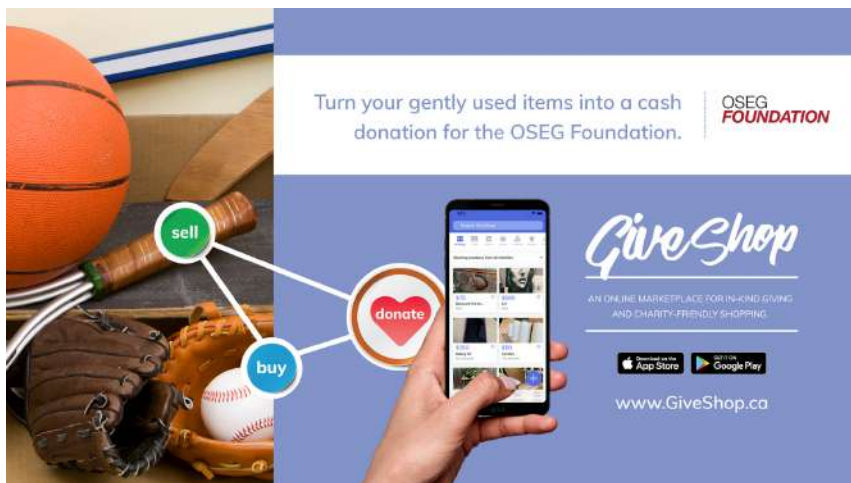 Turn your gently used items into a cash
donation for the OSEG Foundation.
OSEG
FOUNDATION
sell
donate
buy
GiveShop
AN ONLINE MARKETPLACE FOR IN-KIND GIVING
AND CHARITY-FRIENDLY SHOPPING
Download on the
App Store
GET IT ON
Google Play
www.GiveShop.ca